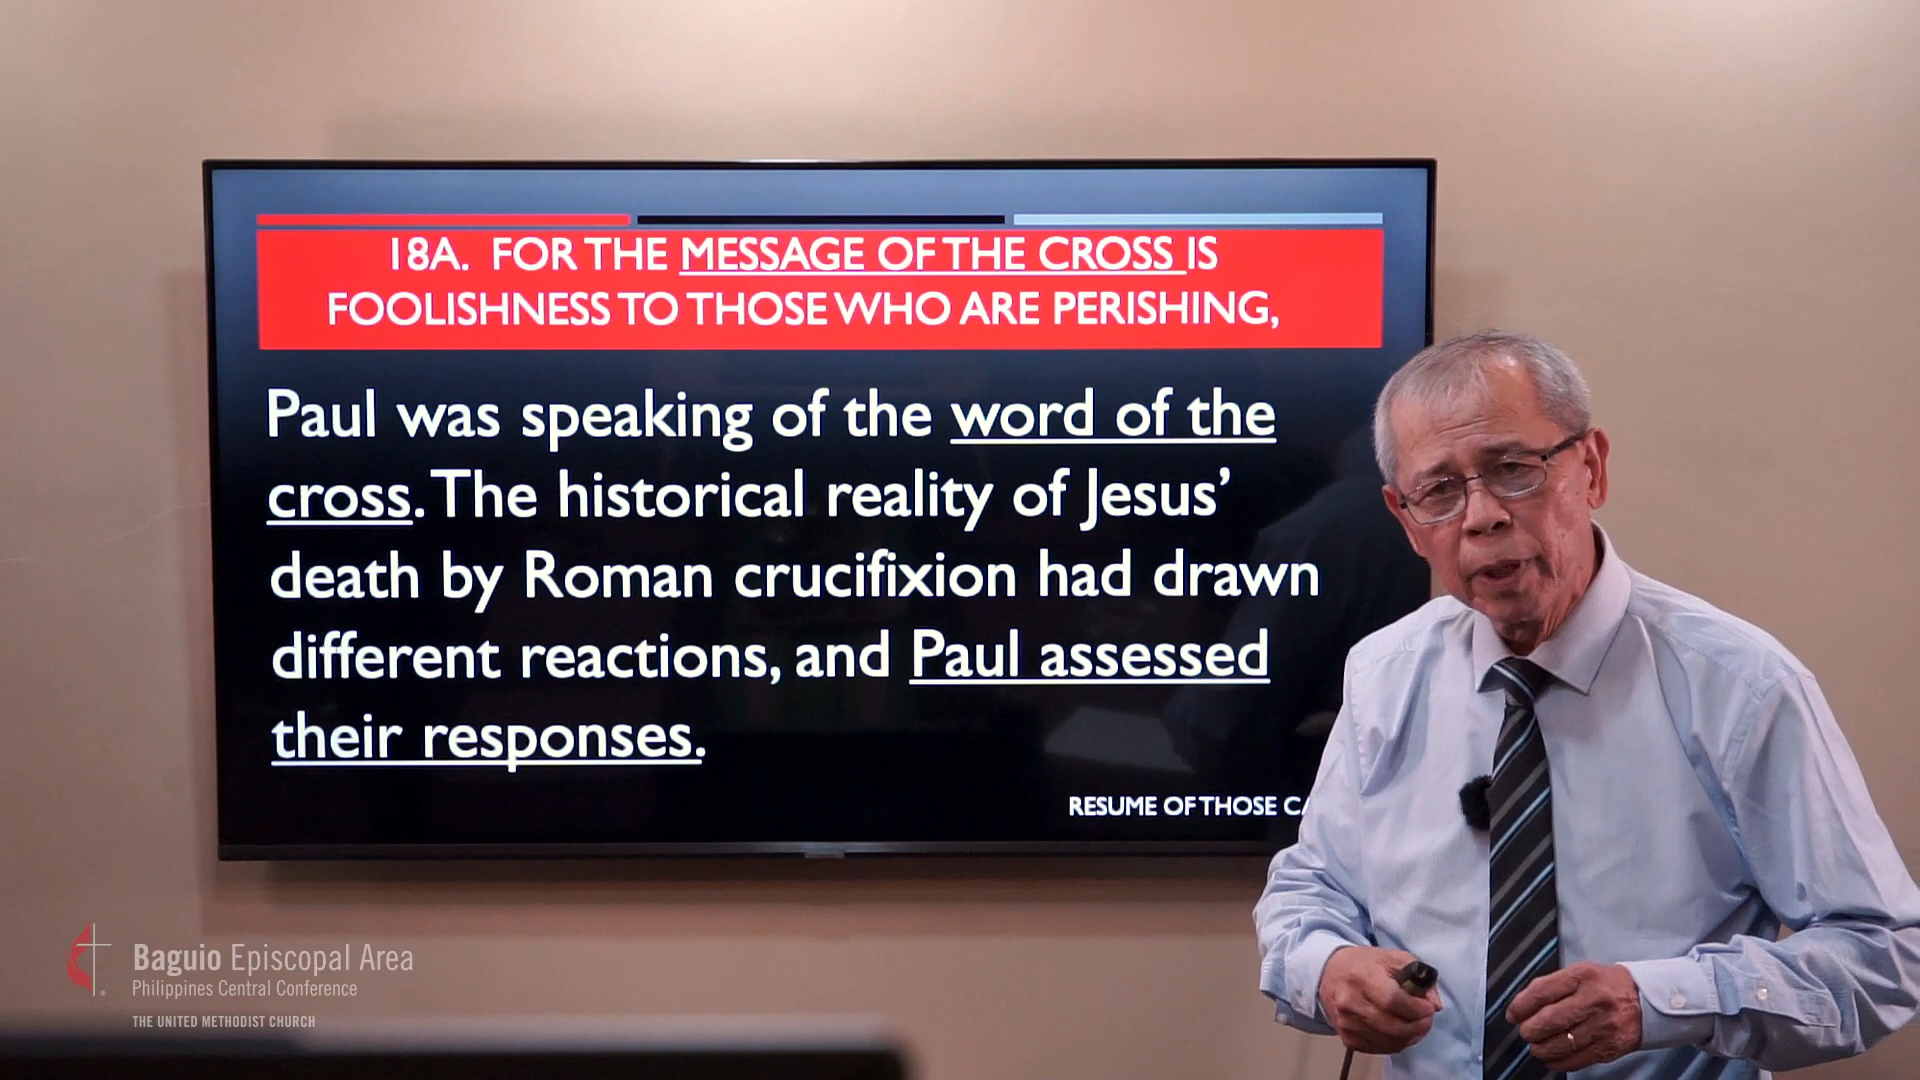 18A. FOR THE MESSAGE OF THE CROSS IS
FOOLISHNESS TO THOSE WHO ARE PERISHING,
Paul was speaking of the word of the
cross. The historical reality of Jesus’
death by Roman crucifixion had drawn
different reactions, and Paul assessed
their responses.
RESUME OF THOSE
Baguio Episcopal Area
Philippines Central Conference
THE UNITED METHODIST CHURCH